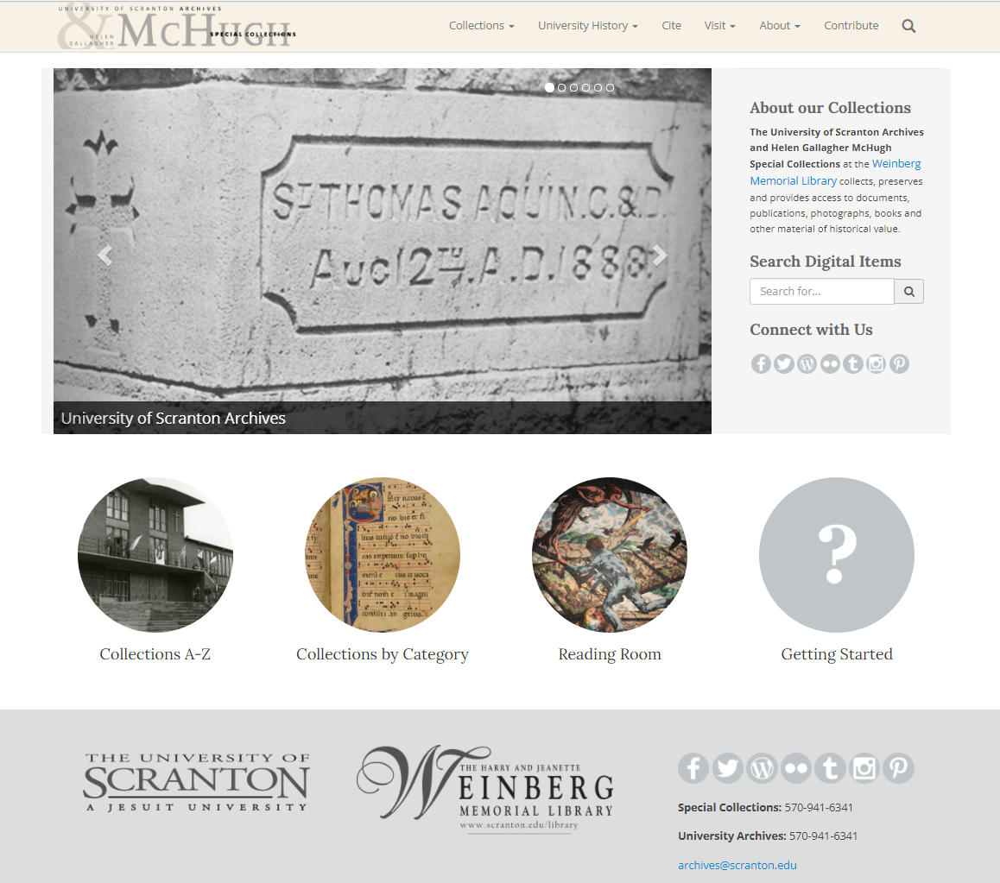 UNIVERSITY OF SCRANTON ARCHIVES
& McHUGH SPECIAL COLLECTIONS
HELEN
GALLAGHER
Collections University History Cite Visit About Contribute
ST THOMAS AQUIN.C.&D.
Aug 12TH.A.D.1888.
University of Scranton Archives
About our Collections
The University of Scranton Archives
and Helen Gallagher McHugh
Special Collections at the Weinberg
Memorial Library collects, preserves
and provides access to documents,
publications, photographs, books and
other material of historical value.
Search Digital Items
Search for...
Connect with Us
no bis et fi
?
Collections A-Z
Collections by Category
Reading Room
Getting Started
THE UNIVERSITY OF
SCRANTON
A JESUIT UNIVERSITY
THE HARRY AND JEANETTE
WEINBERG
MEMORIAL LIBRARY
www.scranton.edu/library
Special Collections: 570-941-6341
University Archives: 570-941-6341
archives@scranton.edu